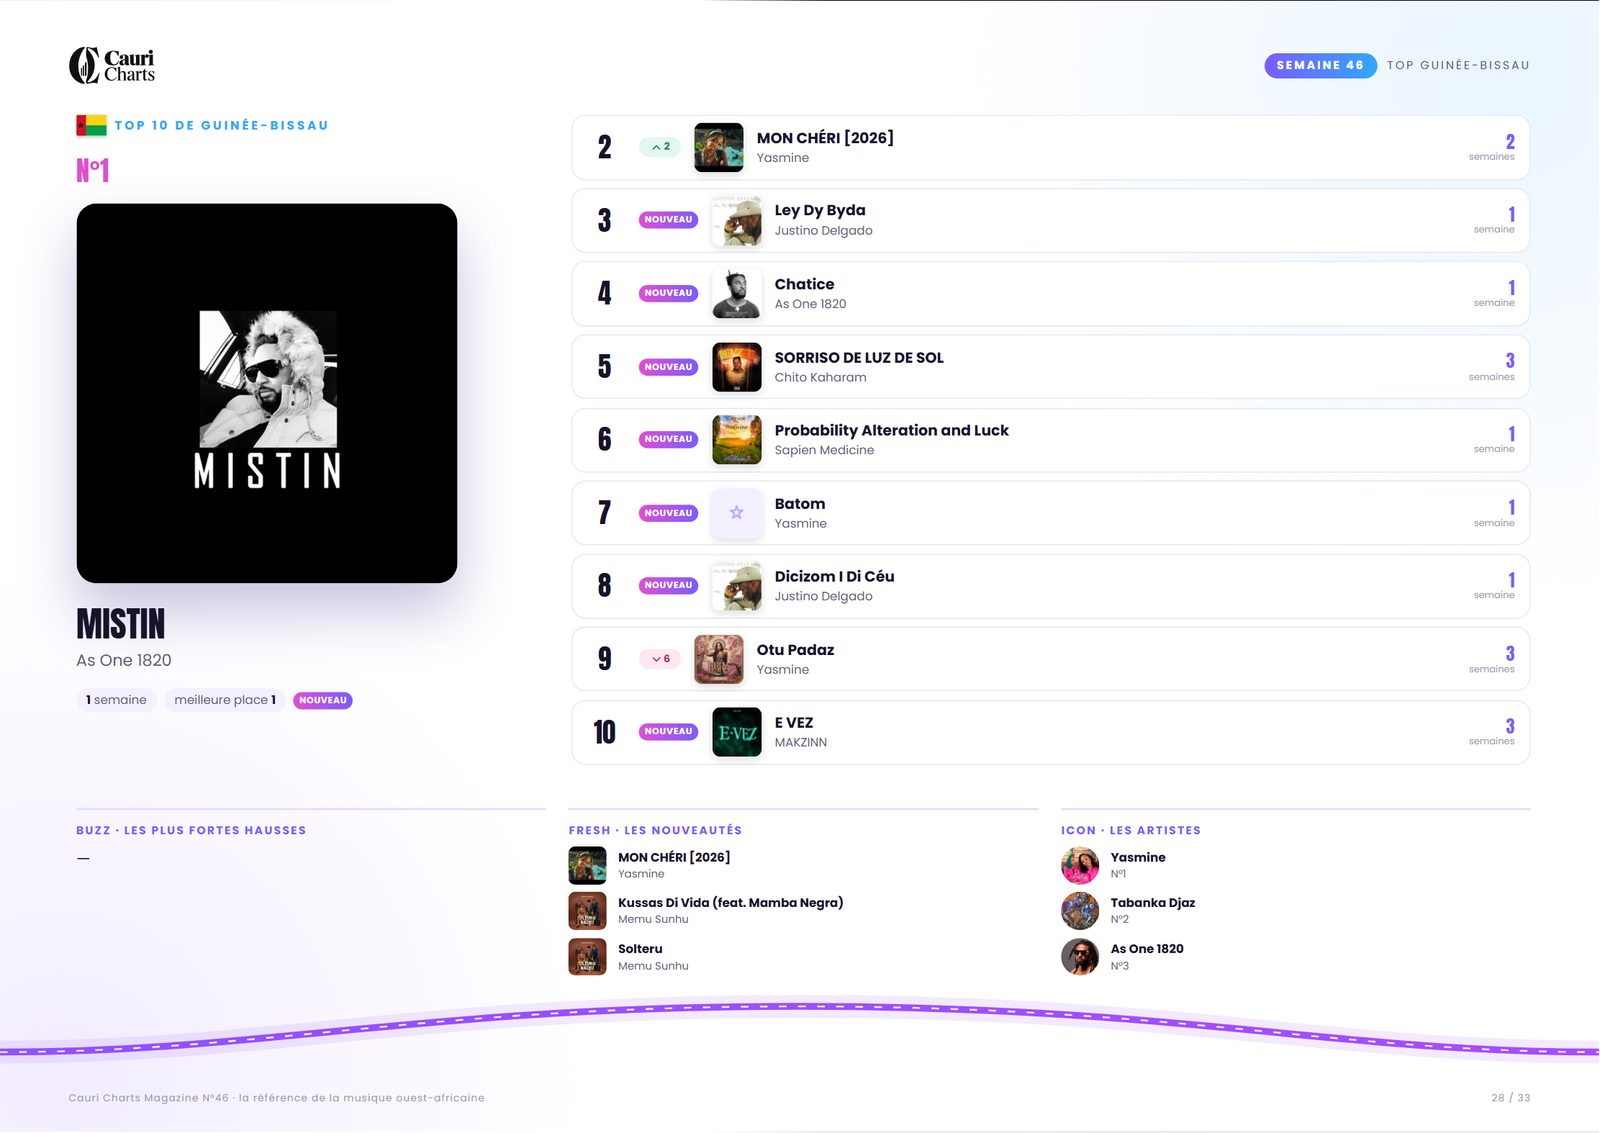 Cauri
Charts
SEMAINE 46
TOP GUINÉE-BISSAU
TOP 10 DE GUINÉE-BISSAU
Nº1
MISTIN
MISTIN
As One 1820
1 semaine
meilleure place 1
NOUVEAU
2
2
MON CHÉRI [2026]
Yasmine
2
semaines
3
NOUVEAU
Ley Dy Byda
Justino Delgado
1
semaine
4
NOUVEAU
Chatice
As One 1820
1
semaine
5
NOUVEAU
SORRISO DE LUZ DE SOL
Chito Kaharam
3
semaines
6
NOUVEAU
Probability Alteration and Luck
Sapien Medicine
1
semaine
7
NOUVEAU
Batom
Yasmine
1
semaine
8
NOUVEAU
Dicizom I Di Céu
Justino Delgado
1
semaine
9
6
Otu Padaz
Yasmine
3
semaines
10
NOUVEAU
E·VEZ
E VEZ
MAKZINN
3
semaines
BUZZ · LES PLUS FORTES HAUSSES
—
FRESH · LES NOUVEAUTÉS
MON CHÉRI [2026]
Yasmine
Kussas Di Vida (feat. Mamba Negra)
Memu Sunhu
Solteru
Memu Sunhu
ICON · LES ARTISTES
Yasmine
Nº1
Tabanka Djaz
Nº2
As One 1820
Nº3
Cauri Charts Magazine Nº46 · la référence de la musique ouest-africaine
28 / 33